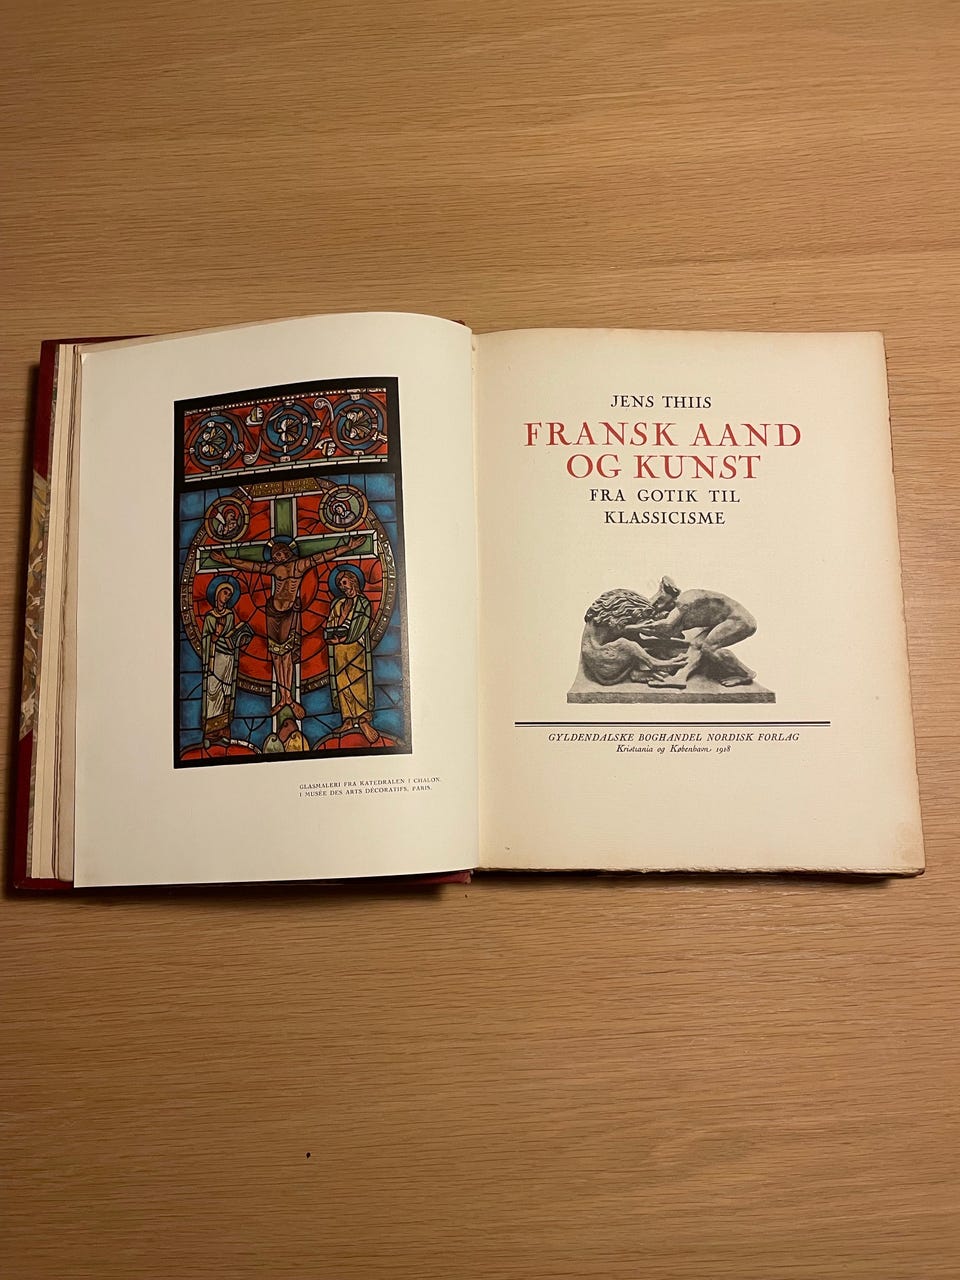 GLASMALERI FRA KATEDRALEN I CHALON.
I MUSÉE DES ARTS DÉCORATIFS, PARIS.
JENS THIIS
FRANSK AAND
OG KUNST
FRA GOTIK TIL
KLASSICISME
GYLDENDALSKE BOGHANDEL NORDISK FORLAG
Kristiania og København 1918